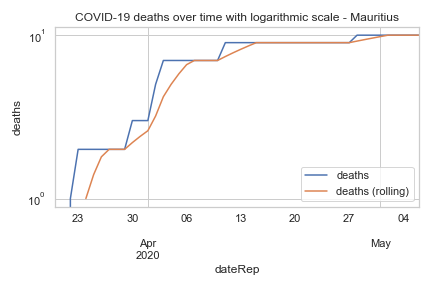 COVID-19 deaths over time with logarithmic scale - Mauritius
10¹
deaths
10⁰
deaths
deaths (rolling)
23 30 06 13 20 27 04
Apr May
2020
dateRep